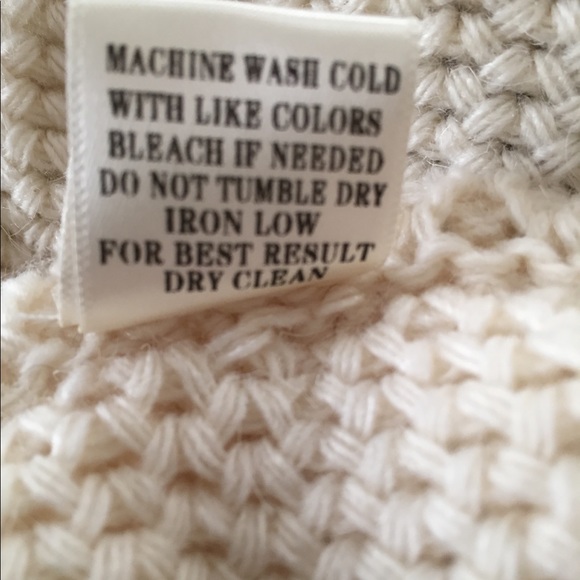 MACHINE WASH COLD
WITH LIKE COLORS
BLEACH IF NEEDED
DO NOT TUMBLE DRY
IRON LOW
FOR BEST RESULT
DRY CLEAN